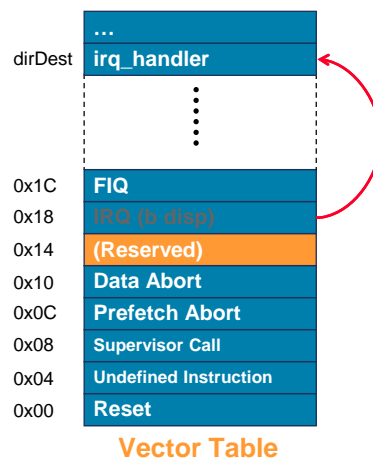 ...
dirDest irq_handler
0x1C FIQ
0x18 IRQ (b disp)
0x14 (Reserved)
0x10 Data Abort
0x0C Prefetch Abort
0x08 Supervisor Call
0x04 Undefined Instruction
0x00 Reset
Vector Table